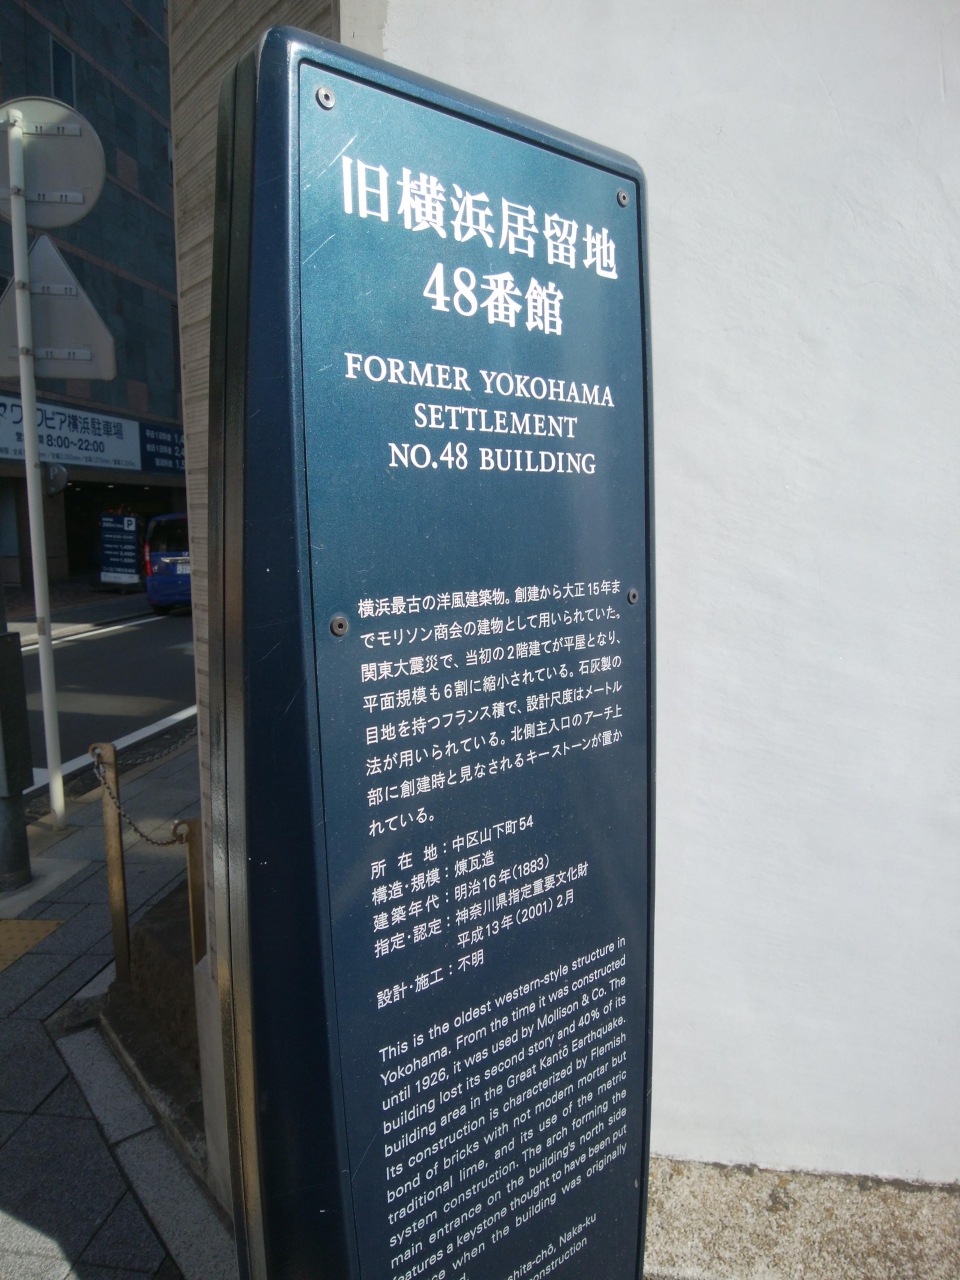 旧横浜居留地
48番館
FORMER YOKOHAMA
SETTLEMENT
NO.48 BUILDING
横浜最古の洋風建築物。創建から大正15年ま
でモリソン商会の建物として用いられていた。
関東大震災で、当初の2階建てが平屋となり、
平面規模も6割に縮小されている。石灰製の
目地を持つフランス積で、設計尺度はメートル
法が用いられている。北側主入口のアーチ上
部に創建時と見なされるキーストーンが置か
れている。
所在地：中区山下町54
構造・規模：煉瓦造
建築年代：明治16年（1883）
指定・認定：神奈川県指定重要文化財
平成13年（2001）2月
設計・施工：不明
This is the oldest western-style structure in
Yokohama. From the time it was constructed
until 1926, it was used by Mollison & Co. The
building lost its second story and 40% of its
building area in the Great Kantō Earthquake.
Its construction is characterized by Flemish
bond of bricks with not modern mortar but
traditional lime, and its use of the metric
system construction. The arch forming the
main entrance on the building's north side
features a keystone thought to have been put
when the building was originally
Naka-ku
construction
横浜駐車場
8:00〜22:00
P